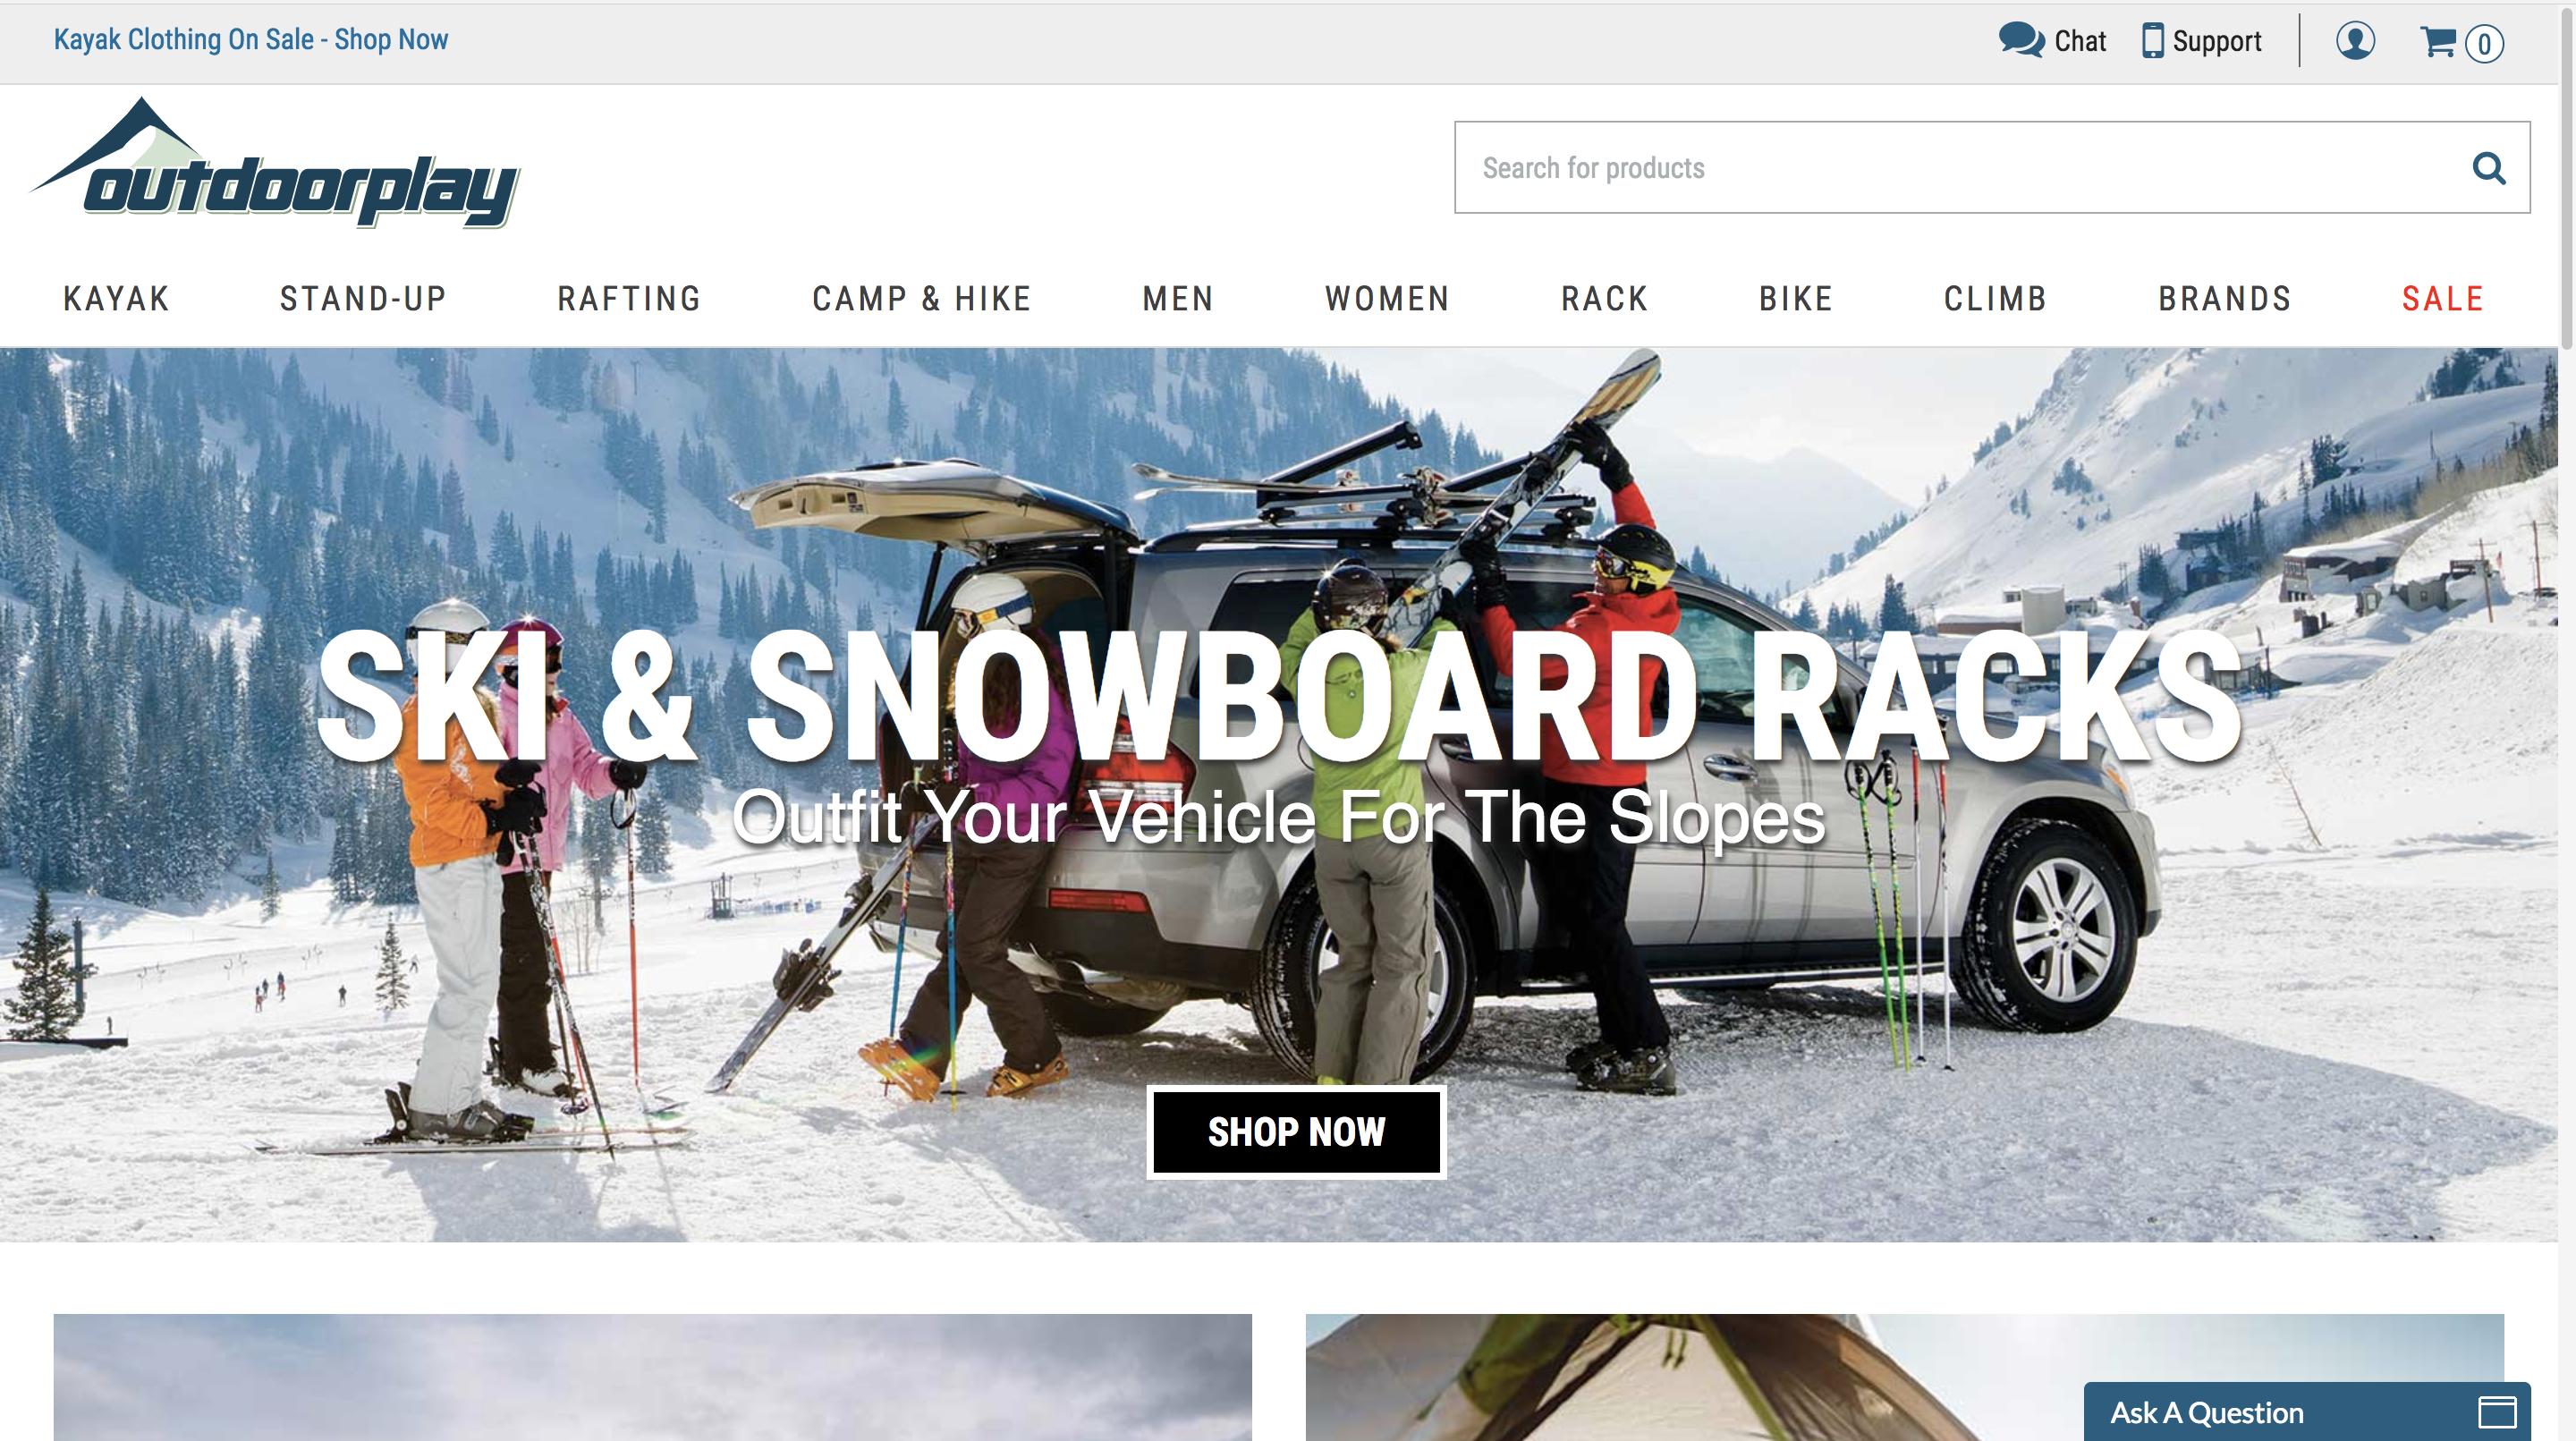 Kayak Clothing On Sale - Shop Now
Chat
Support
0
outdoorplay
Search for products
KAYAK STAND-UP RAFTING CAMP & HIKE MEN WOMEN RACK BIKE CLIMB BRANDS SALE
SKI & SNOWBOARD RACKS
Outfit Your Vehicle For The Slopes
SHOP NOW
Ask A Question